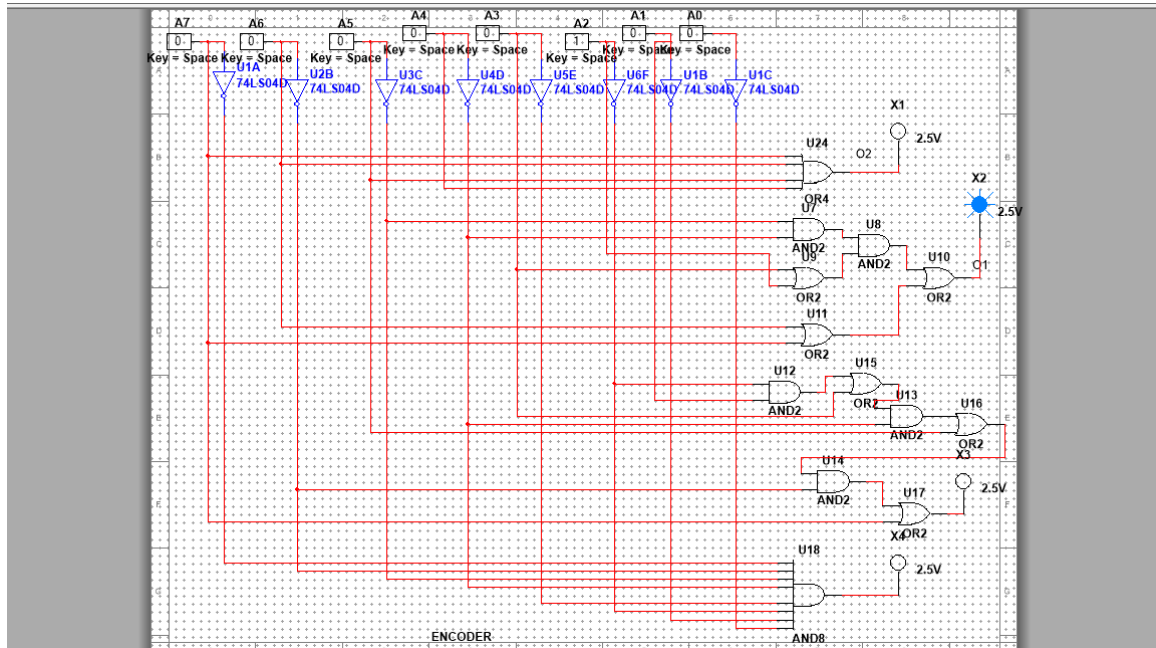 A7
A6
A5
A4
A3
A2
A1
A0
0
0
0
0
0
1
0
0
Key = Space
Key = Space
Key = Space
Key = Space
Key = Space
Key = Space
Key = Space
U1A
74LS04D
U2B
74LS04D
U3C
74LS04D
U4D
74LS04D
U5E
74LS04D
U6F
74LS04D
U1B
74LS04D
U1C
74LS04D
X1
2.5V
U24
O2
OR4
X2
2.5V
U7
AND2
U8
AND2
U9
OR2
U10
O1
OR2
U11
OR2
U12
AND2
U15
OR2
U13
AND2
U16
OR2
X3
2.5V
U14
AND2
U17
OR2
X4
2.5V
U18
AND8
ENCODER